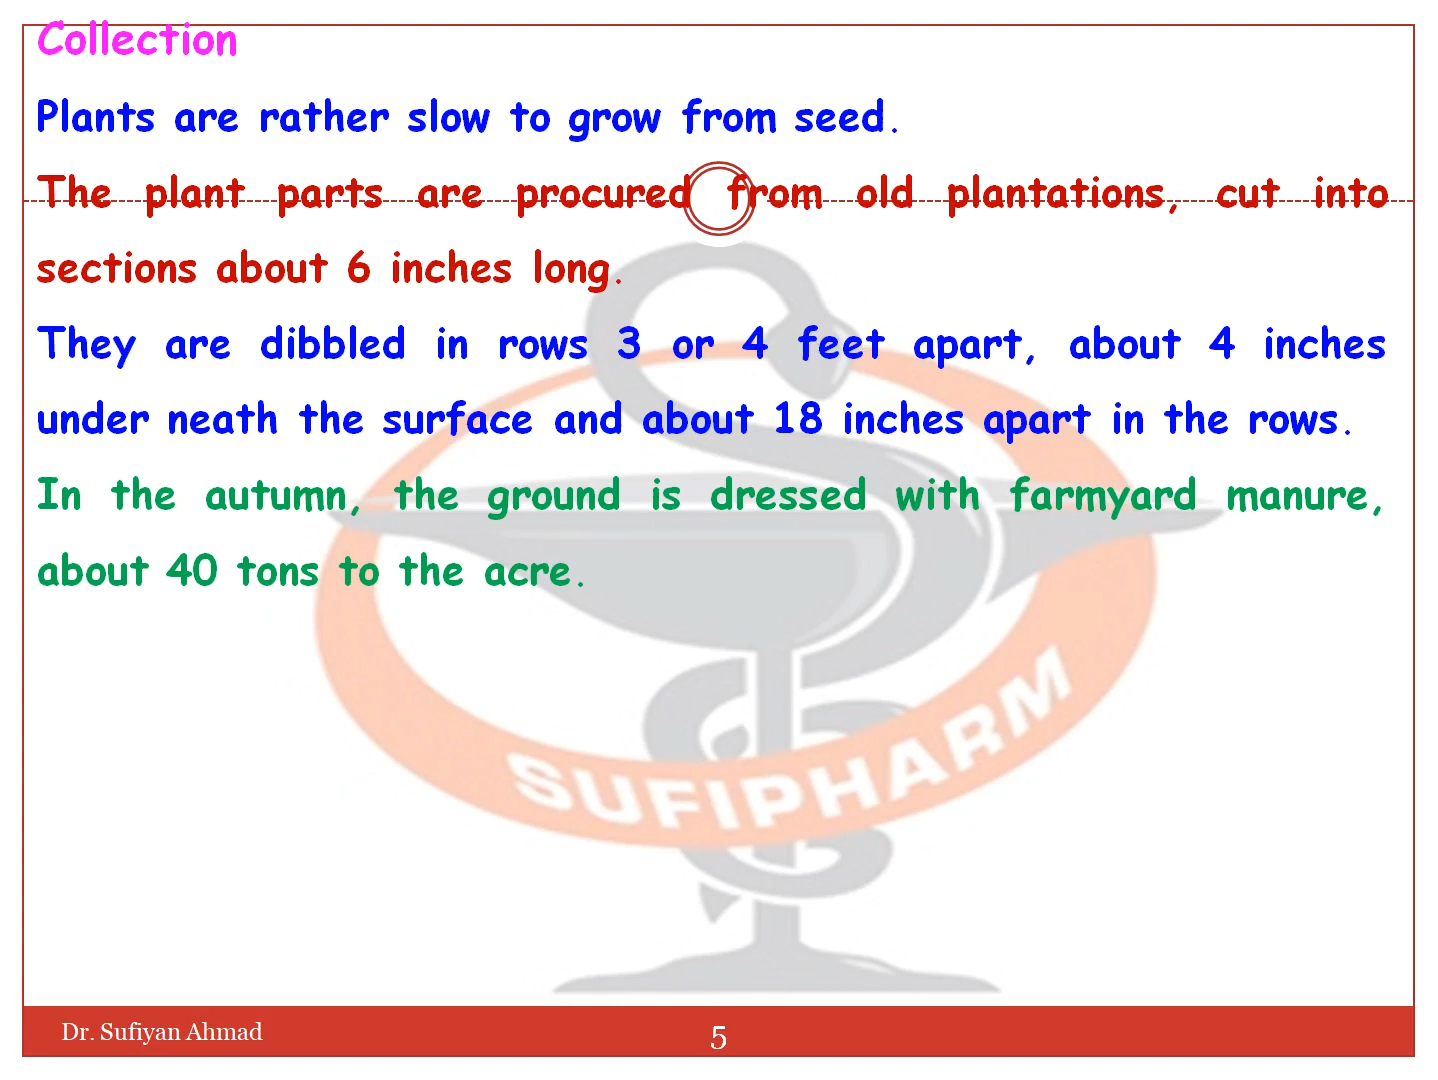 Collection
Plants are rather slow to grow from seed.
The plant parts are procured from old plantations, cut into
sections about 6 inches long.
They are dibbled in rows 3 or 4 feet apart, about 4 inches
under neath the surface and about 18 inches apart in the rows.
In the autumn, the ground is dressed with farmyard manure,
about 40 tons to the acre.
SUFIPHARM
Dr. Sufiyan Ahmad
5